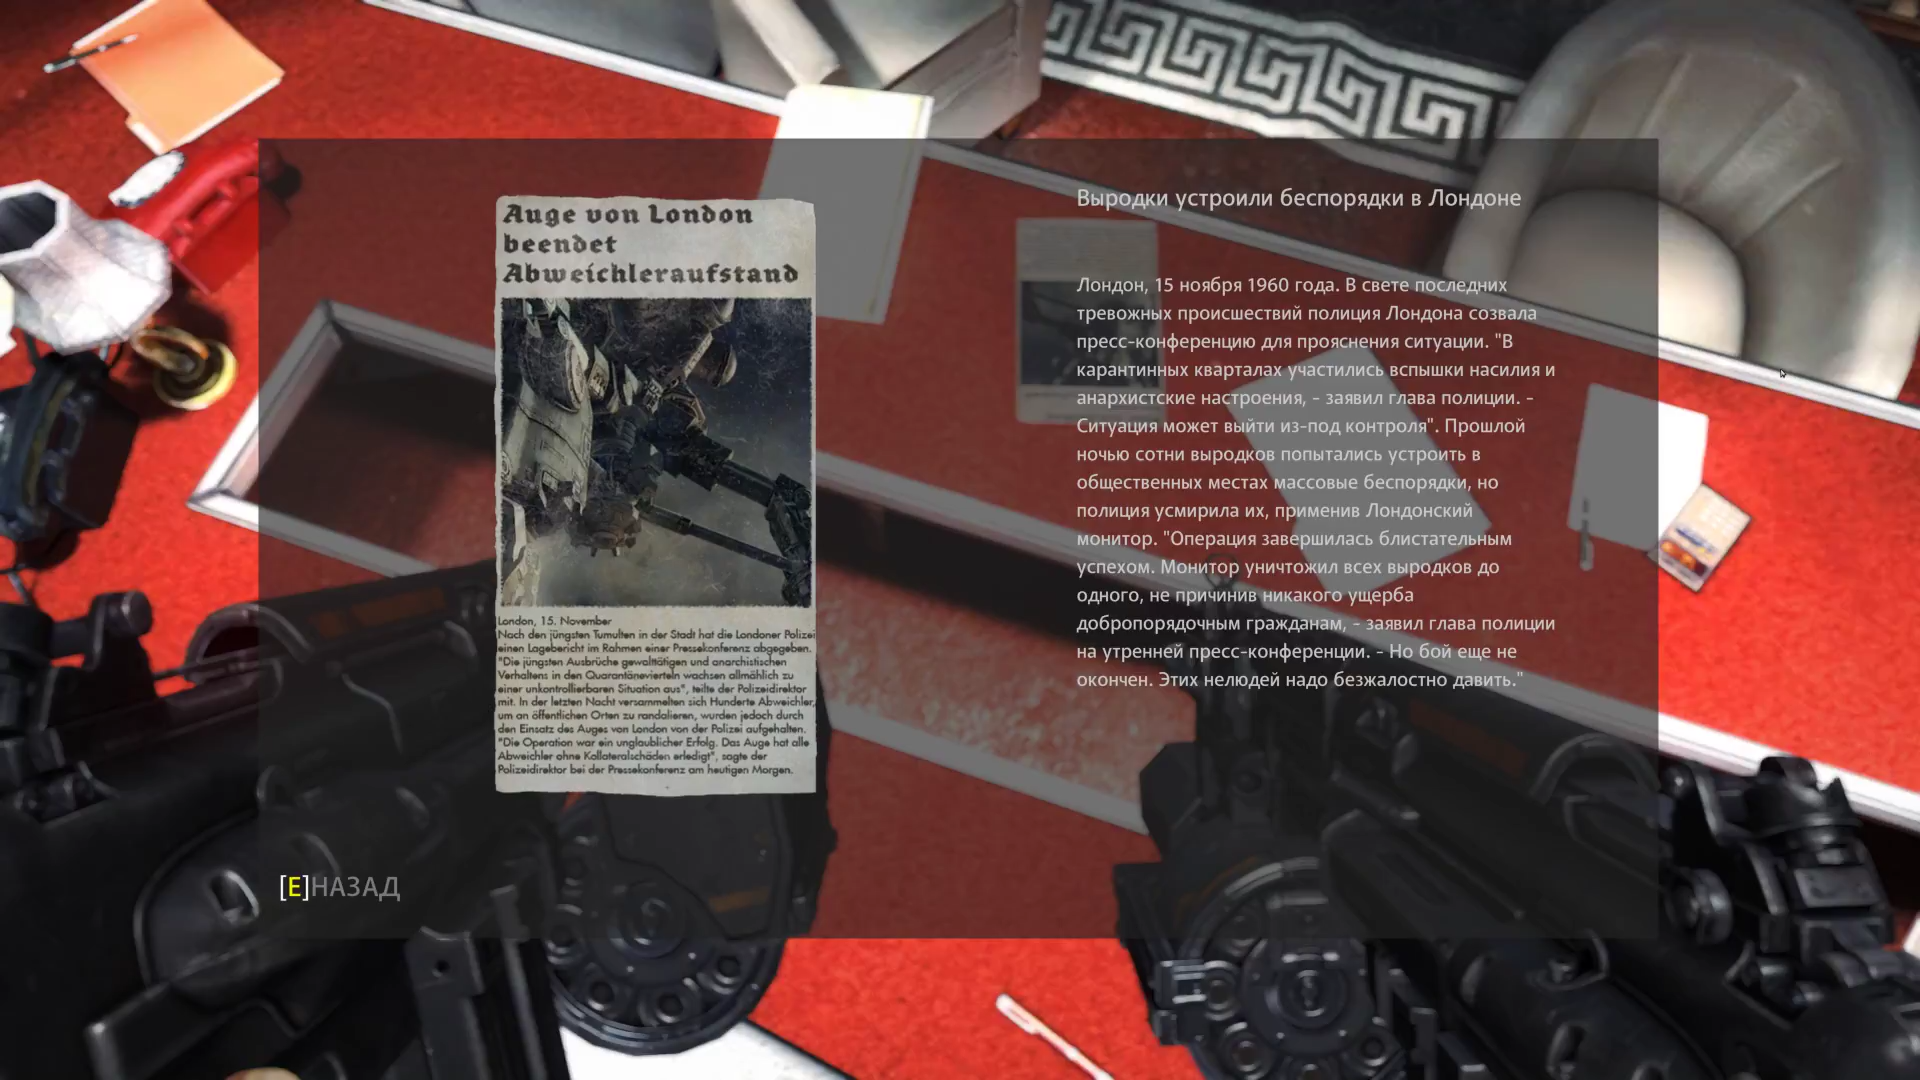 Auge von London
beendet
Abweichleraufstand
London, 15. November
Nach den jüngsten Tumulten in der Stadt hat die Londoner Polizei
einen Lagebericht im Rahmen einer Pressekonferenz abgegeben.
"Die jüngsten Ausbrüche gewalttätigen und anarchistischen
Verhaltens in den Quarantänevierteln wachsen allmählich zu
einer unkontrollierbaren Situation aus", teilte der Polizeidirektor
mit. In der letzten Nacht versammelten sich Hunderte Abweichler,
um an öffentlichen Orten zu randalieren, wurden jedoch durch
den Einsatz des Auges von London von der Polizei aufgehalten.
"Die Operation war ein unglaublicher Erfolg. Das Auge hat alle
Abweichler ohne Kollateralschäden erledigt", sagte der
Polizeidirektor bei der Pressekonferenz am heutigen Morgen.
Выродки устроили беспорядки в Лондоне
Лондон, 15 ноября 1960 года. В свете последних
тревожных происшествий полиция Лондона созвала
пресс-конференцию для прояснения ситуации. "В
карантинных кварталах участились вспышки насилия и
анархистские настроения, - заявил глава полиции. -
Ситуация может выйти из-под контроля". Прошлой
ночью сотни выродков попытались устроить в
общественных местах массовые беспорядки, но
полиция усмирила их, применив Лондонский
монитор. "Операция завершилась блистательным
успехом. Монитор уничтожил всех выродков до
одного, не причинив никакого ущерба
добропорядочным гражданам, - заявил глава полиции
на утренней пресс-конференции. - Но бой еще не
окончен. Этих нелюдей надо безжалостно давить."
[E]НАЗАД